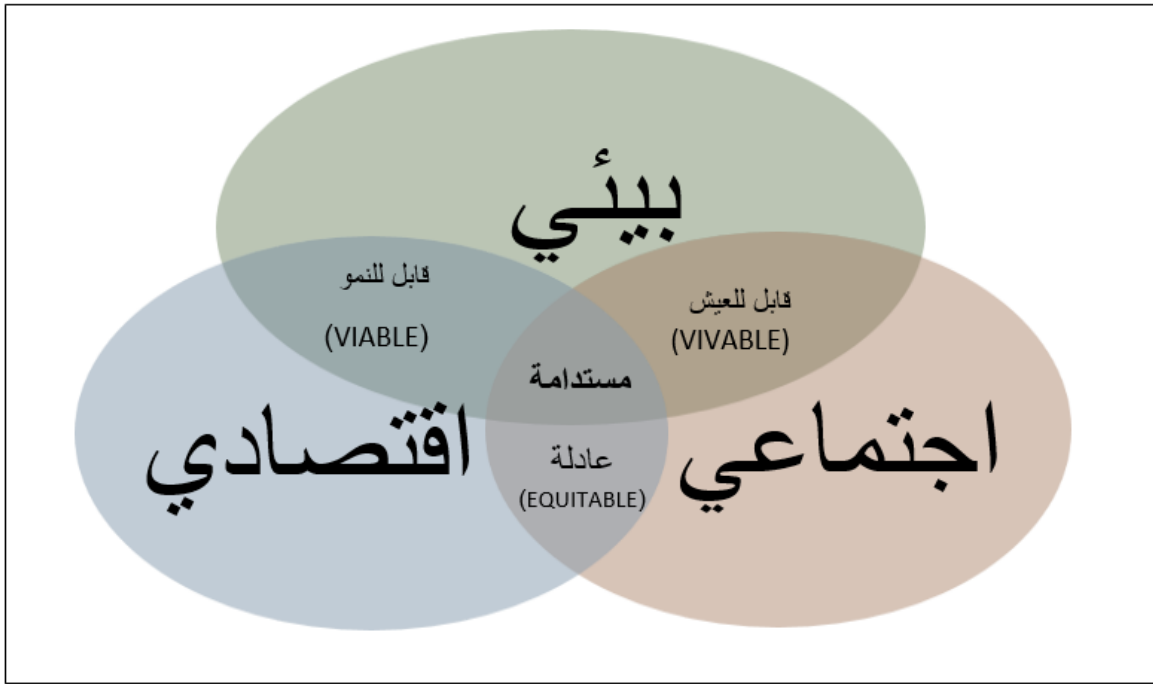 بيئي
قابل للعيش
(VIVABLE)
قابل للنمو
(VIABLE)
مستدامة
اجتماعي
اقتصادي
عادلة
(EQUITABLE)